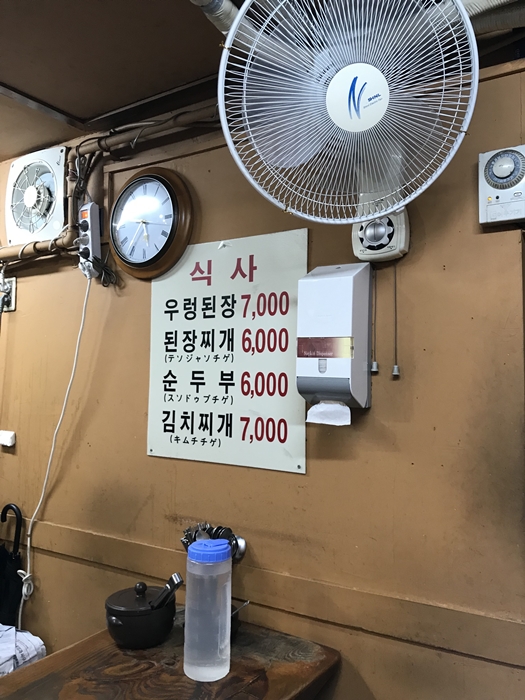 식 사
우렁된장 7,000
된장찌개 6,000
(テンジャンチゲ)
순 두 부 6,000
(スンドゥブチゲ)
김치찌개 7,000
(キムチチゲ)